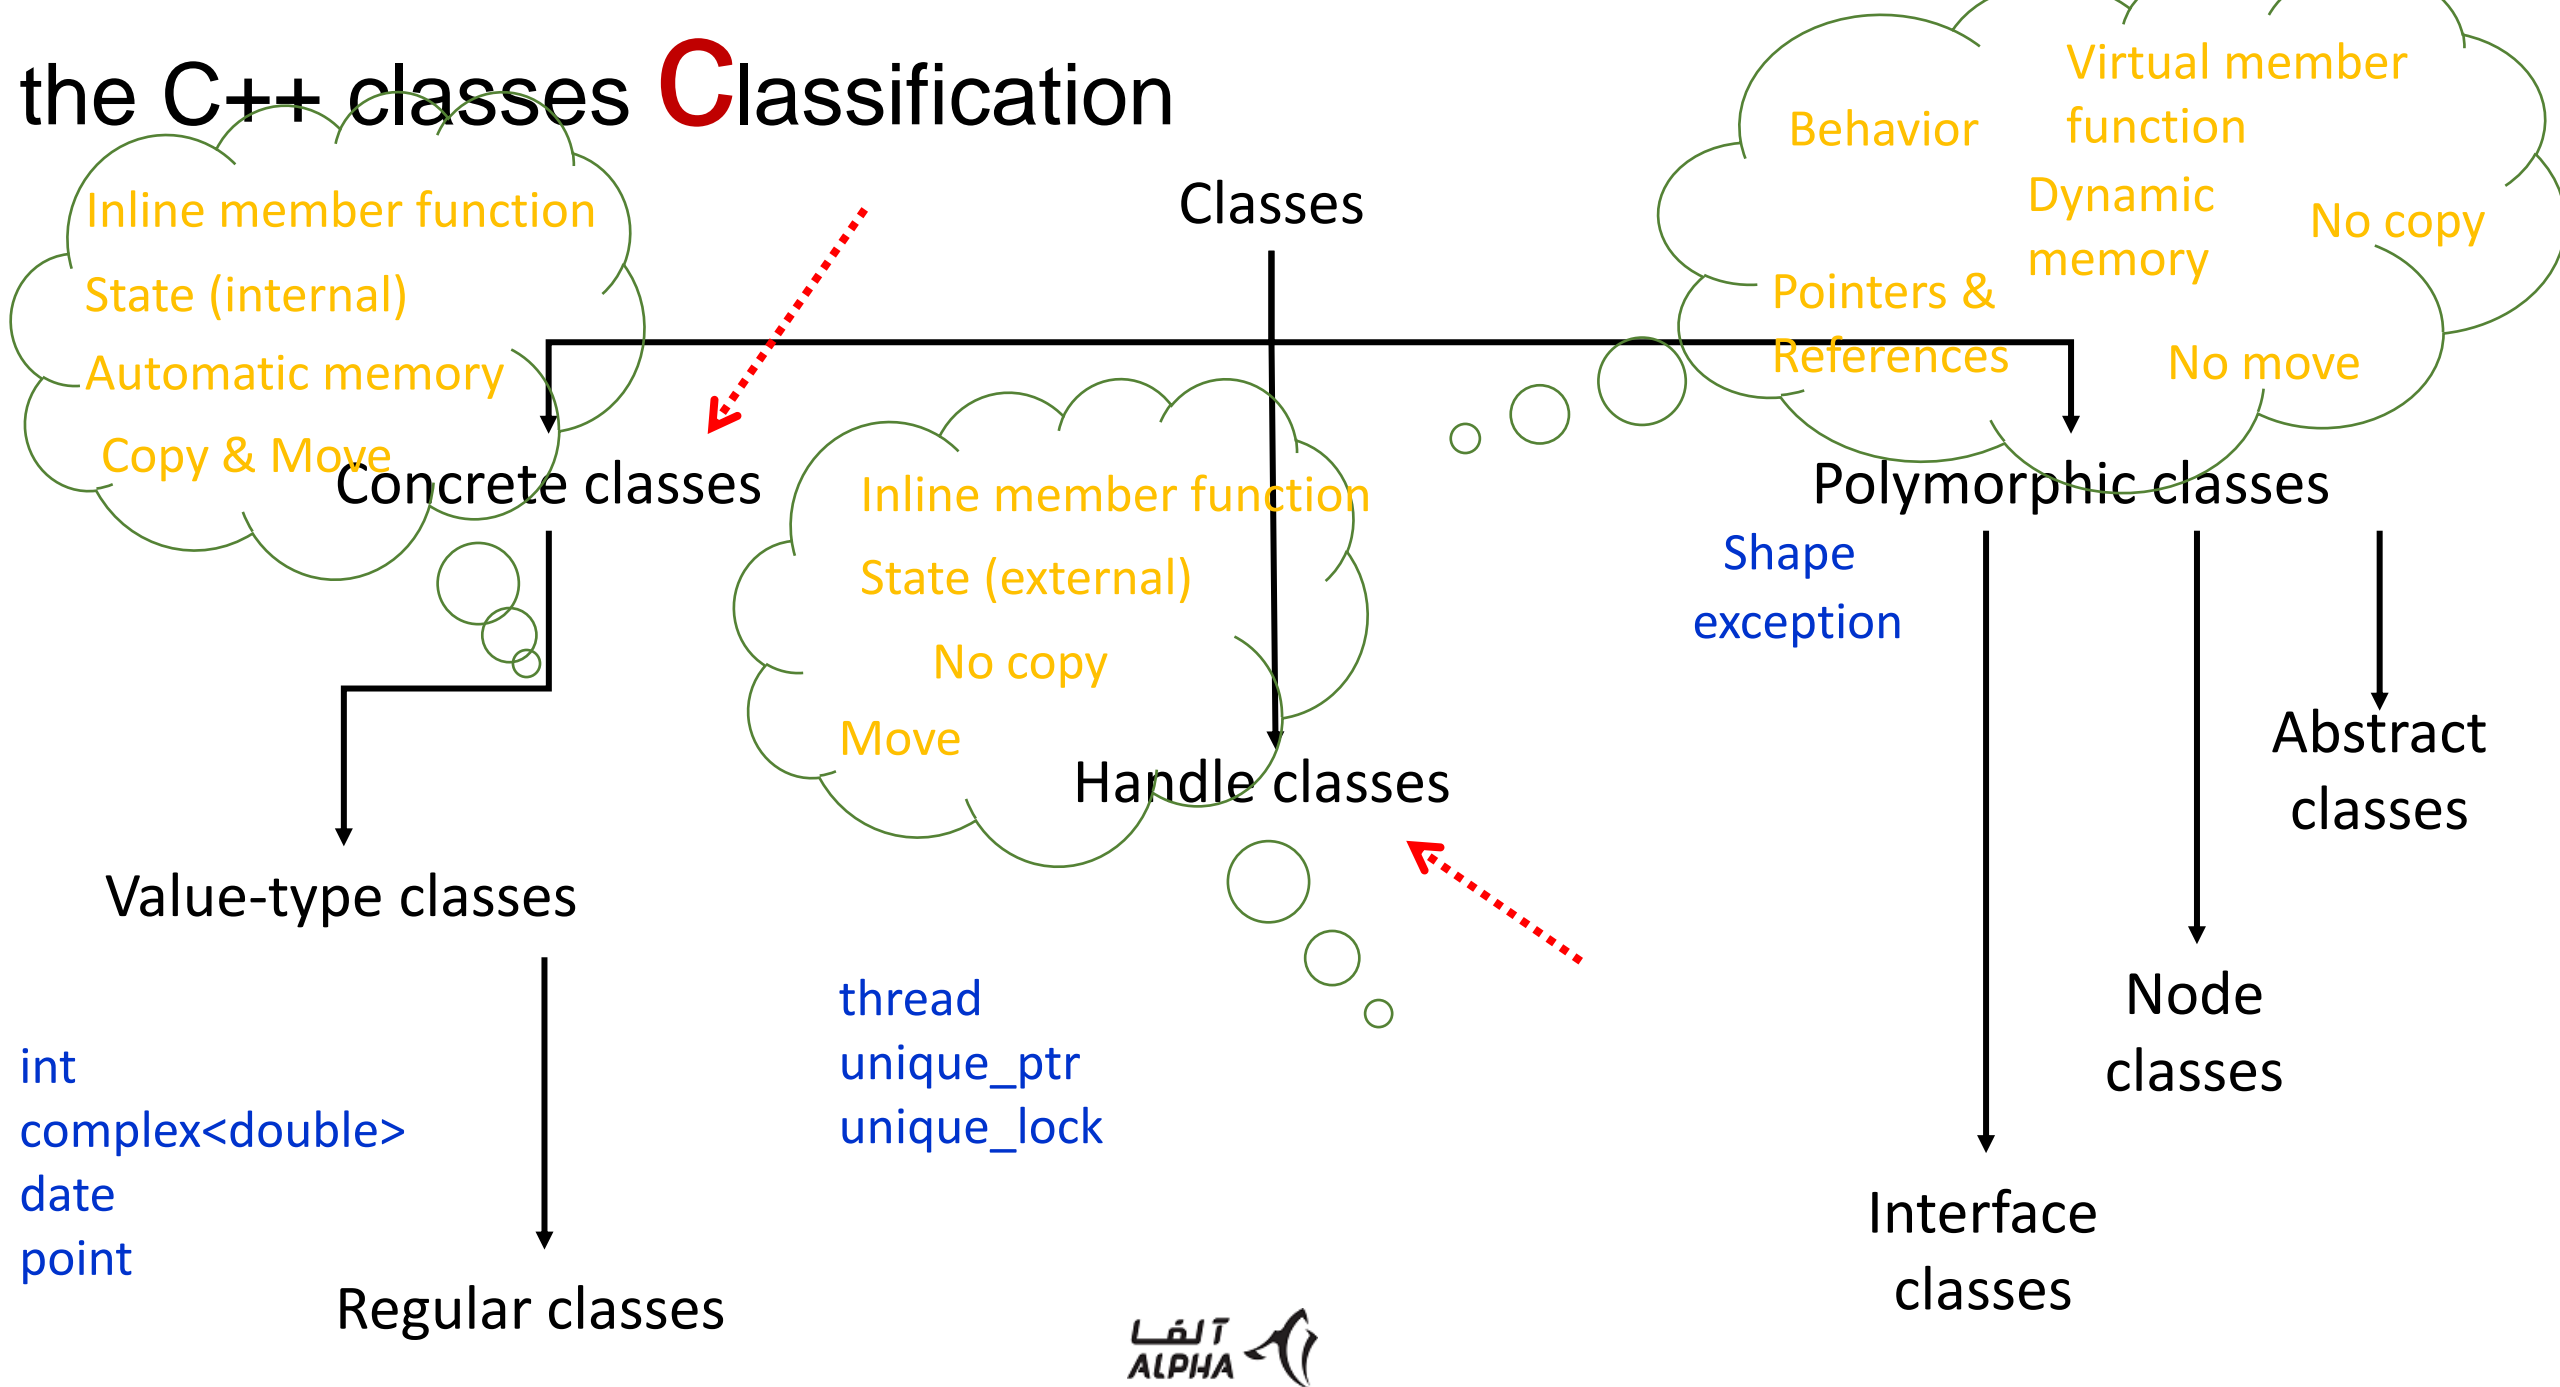 the C++ classes Classification
Classes
Inline member function
State (internal)
Automatic memory
Copy & Move
Concrete classes
Value-type classes
int
complex<double>
date
point
Regular classes
Inline member function
State (external)
No copy
Move
Handle classes
thread
unique_ptr
unique_lock
Behavior
Virtual member
function
Dynamic
memory
No copy
Pointers &
References
No move
Polymorphic classes
Shape
exception
Abstract
classes
Node
classes
Interface
classes
آلفا
ALPHA